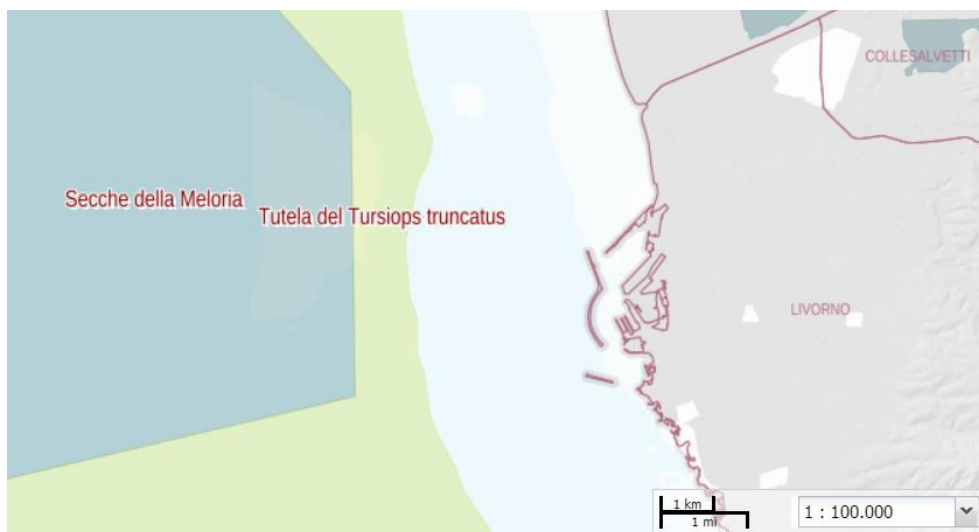 COLLESALVETTI
Secche della Meloria
Tutela del Tursiops truncatus
LIVORNO
1 km
1 mi
1 : 100.000